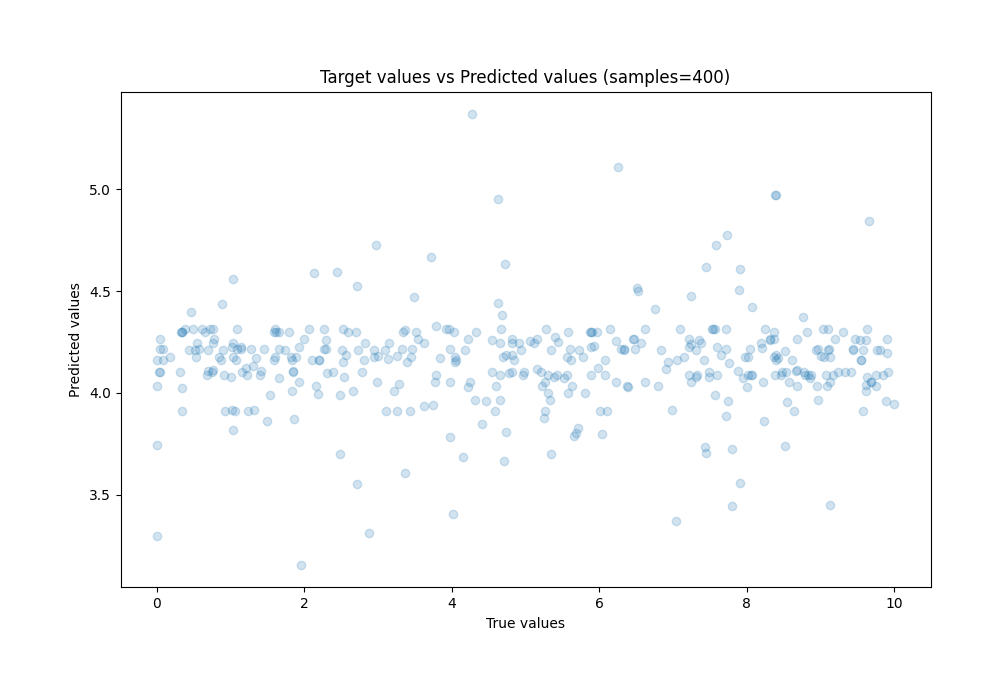 Target values vs Predicted values (samples=400)
5.0
4.5
4.0
3.5
Predicted values
0 2 4 6 8 10
True values